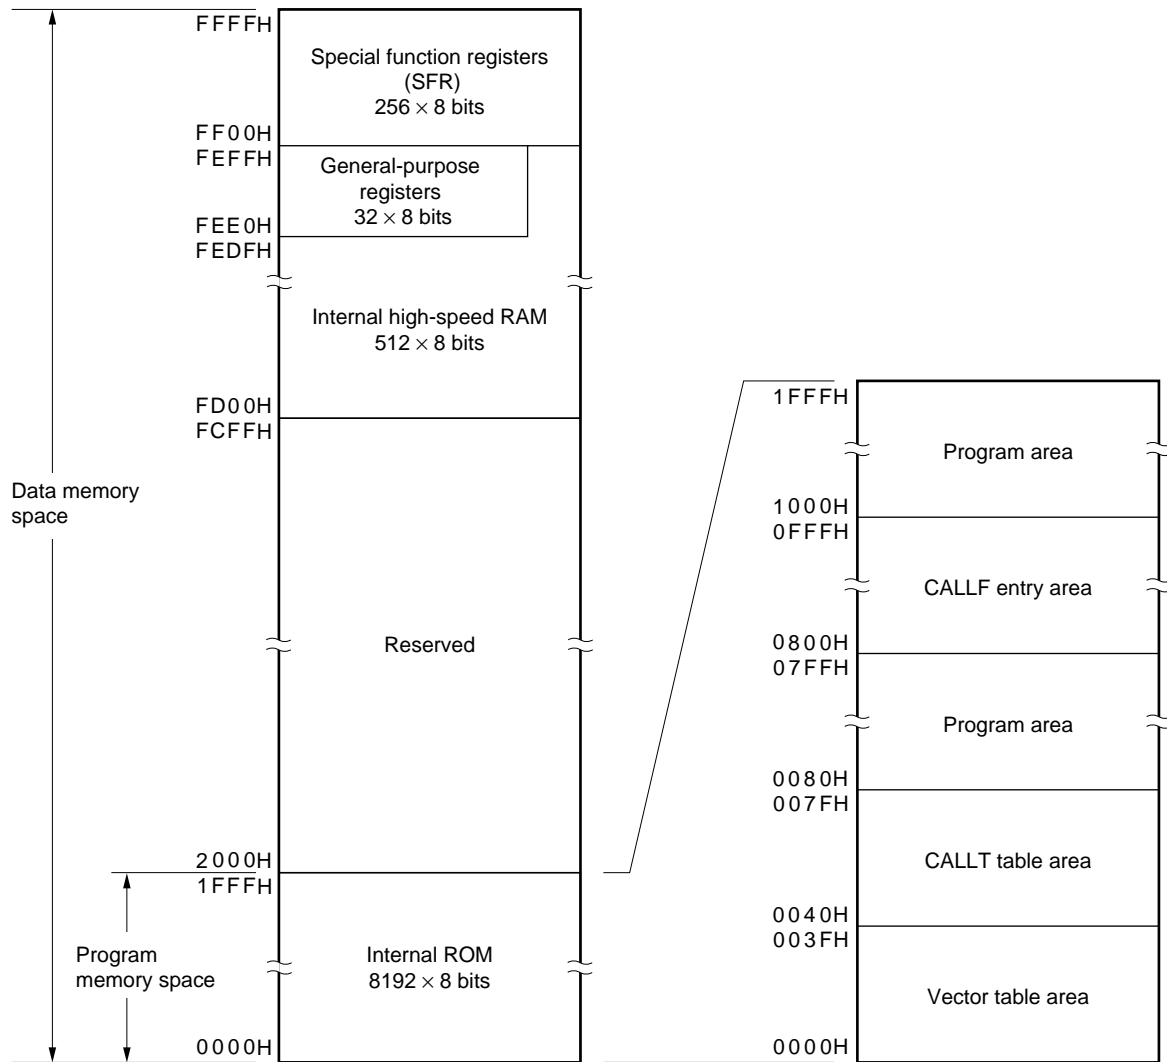 FFFFH
Special function registers
(SFR)
256 × 8 bits
FF00H
FEFFH
General-purpose
registers
32 × 8 bits
FEE0H
FEDFH
Internal high-speed RAM
512 × 8 bits
FD00H
FCFFH
Data memory
space
Reserved
2000H
1FFFH
Program
memory space
Internal ROM
8192 × 8 bits
0000H
1FFFH
Program area
1000H
0FFFH
CALLF entry area
0800H
07FFH
Program area
0080H
007FH
CALLT table area
0040H
003FH
Vector table area
0000H